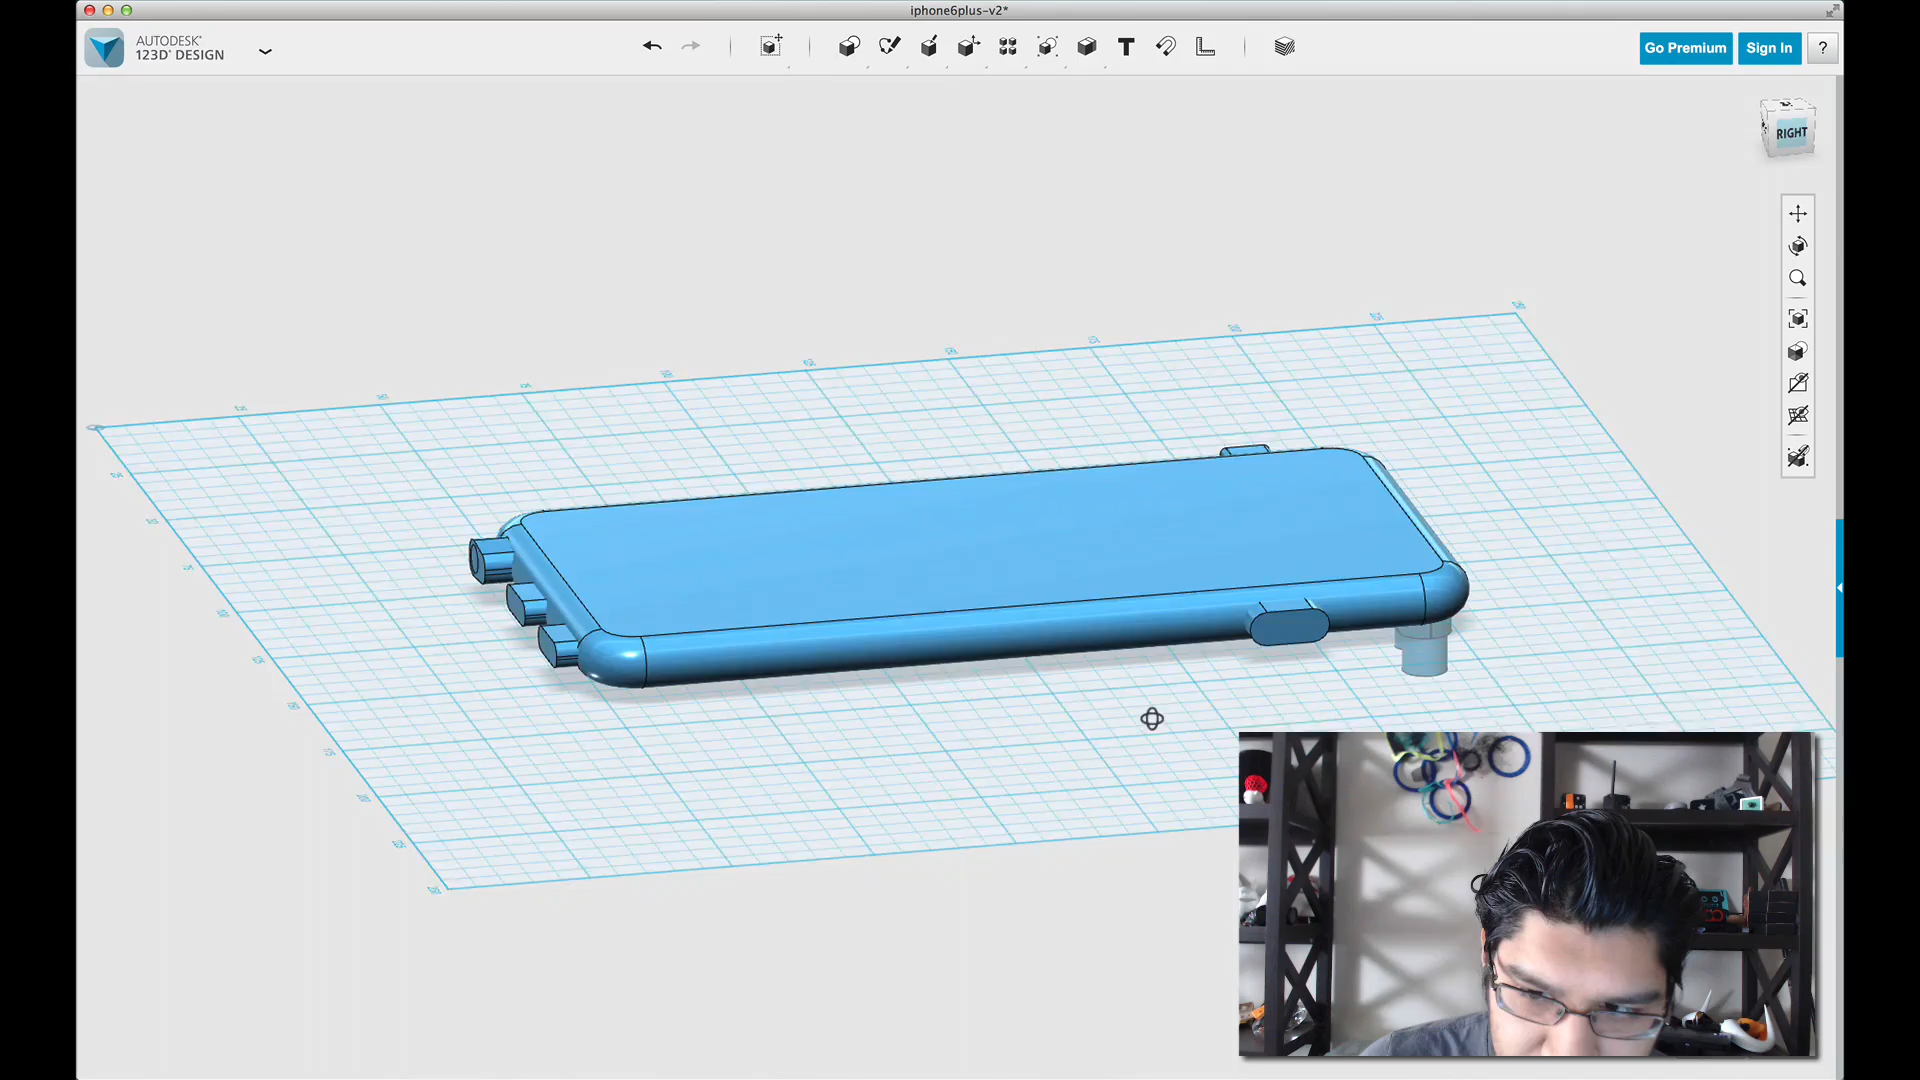 iphone6plus-v2*
AUTODESK®
123D® DESIGN
T
Go Premium
Sign In
?
RIGHT